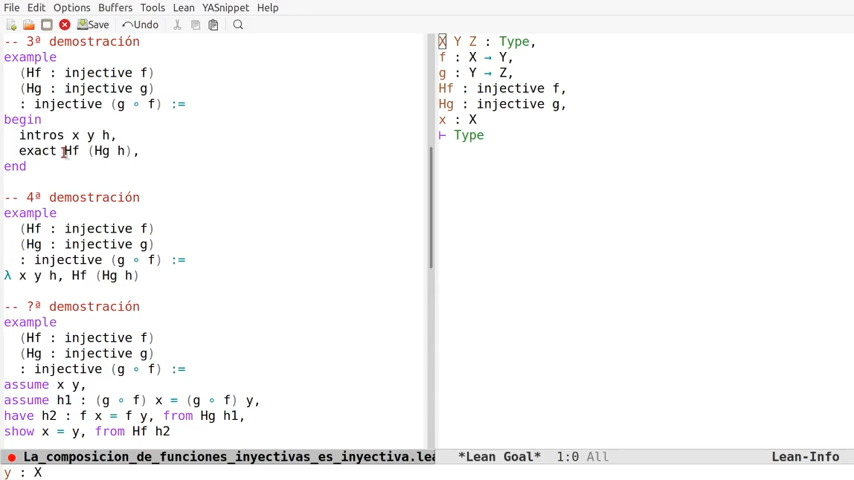 File Edit Options Buffers Tools Lean YASnippet Help
Save Undo
-- 3ª demostración
example
(Hf : injective f)
(Hg : injective g)
: injective (g ∘ f) :=
begin
intros x y h,
exact Hf (Hg h),
end
-- 4ª demostración
example
(Hf : injective f)
(Hg : injective g)
: injective (g ∘ f) :=
λ x y h, Hf (Hg h)
-- ?ª demostración
example
(Hf : injective f)
(Hg : injective g)
: injective (g ∘ f) :=
assume x y,
assume h1 : (g ∘ f) x = (g ∘ f) y,
have h2 : f x = f y, from Hg h1,
show x = y, from Hf h2
La_composicion_de_funciones_inyectivas_es_inyectiva.lea
X Y Z : Type,
f : X → Y,
g : Y → Z,
Hf : injective f,
Hg : injective g,
x : X
⊢ Type
*Lean Goal* 1:0 All Lean-Info
y : X